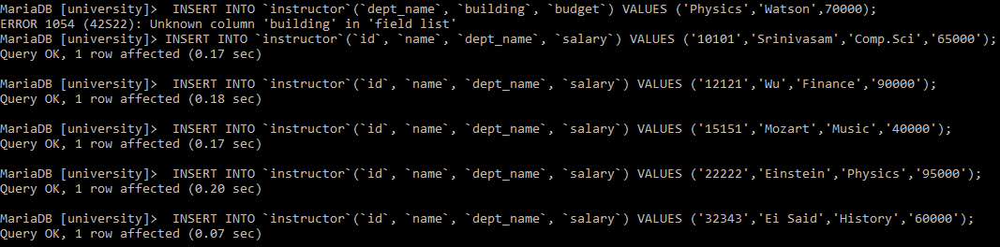 MariaDB [university]>  INSERT INTO `instructor`(`dept_name`, `building`, `budget`) VALUES ('Physics','Watson',70000);
ERROR 1054 (42S22): Unknown column 'building' in 'field list'
MariaDB [university]> INSERT INTO `instructor`(`id`, `name`, `dept_name`, `salary`) VALUES ('10101','Srinivasam','Comp.Sci','65000');
Query OK, 1 row affected (0.17 sec)
MariaDB [university]>  INSERT INTO `instructor`(`id`, `name`, `dept_name`, `salary`) VALUES ('12121','Wu','Finance','90000');
Query OK, 1 row affected (0.18 sec)
MariaDB [university]>  INSERT INTO `instructor`(`id`, `name`, `dept_name`, `salary`) VALUES ('15151','Mozart','Music','40000');
Query OK, 1 row affected (0.17 sec)
MariaDB [university]>  INSERT INTO `instructor`(`id`, `name`, `dept_name`, `salary`) VALUES ('22222','Einstein','Physics','95000');
Query OK, 1 row affected (0.20 sec)
MariaDB [university]>  INSERT INTO `instructor`(`id`, `name`, `dept_name`, `salary`) VALUES ('32343','Ei Said','History','60000');
Query OK, 1 row affected (0.07 sec)